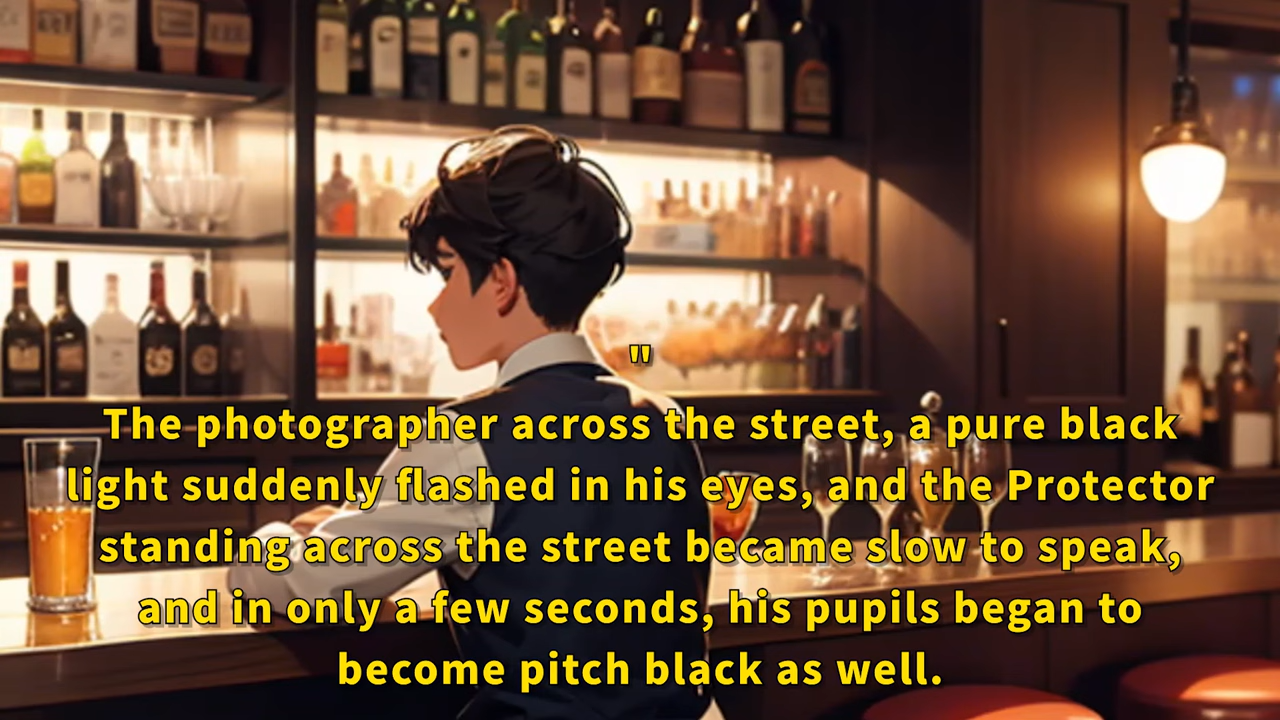 "
The photographer across the street, a pure black
light suddenly flashed in his eyes, and the Protector
standing across the street became slow to speak,
and in only a few seconds, his pupils began to
become pitch black as well.